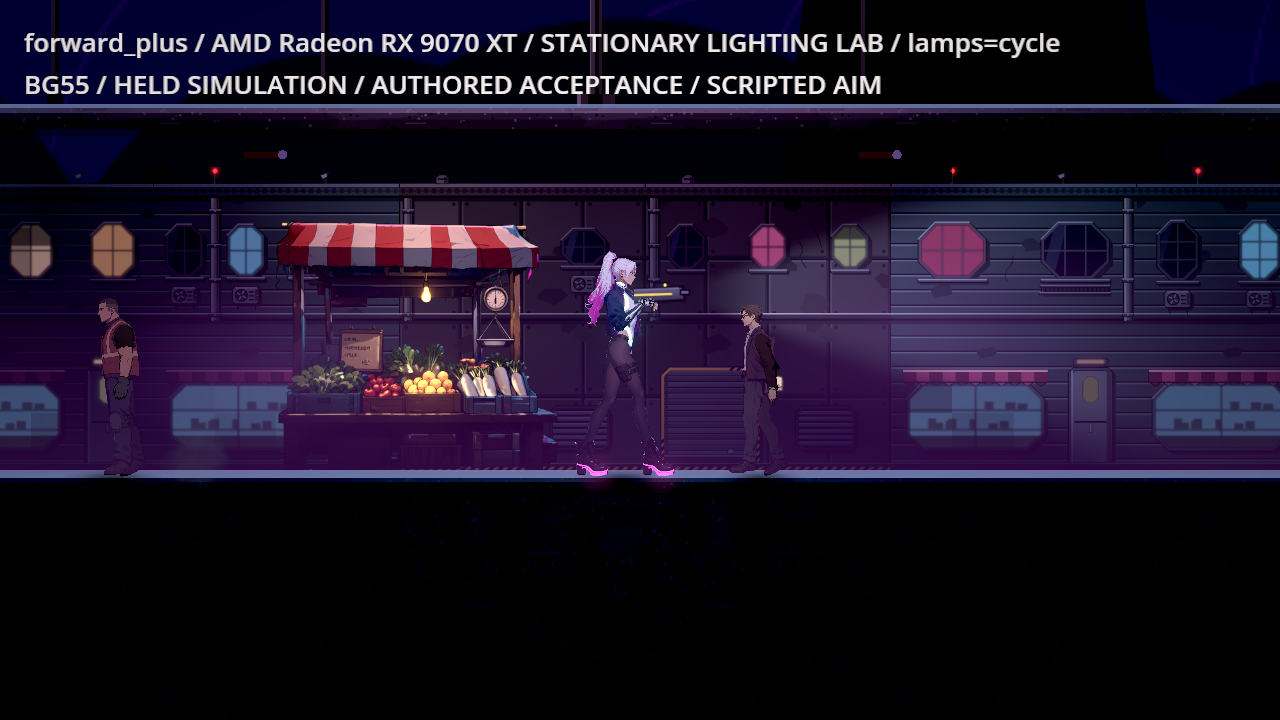 forward_plus / AMD Radeon RX 9070 XT / STATIONARY LIGHTING LAB / lamps=cycle
BG55 / HELD SIMULATION / AUTHORED ACCEPTANCE / SCRIPTED AIM